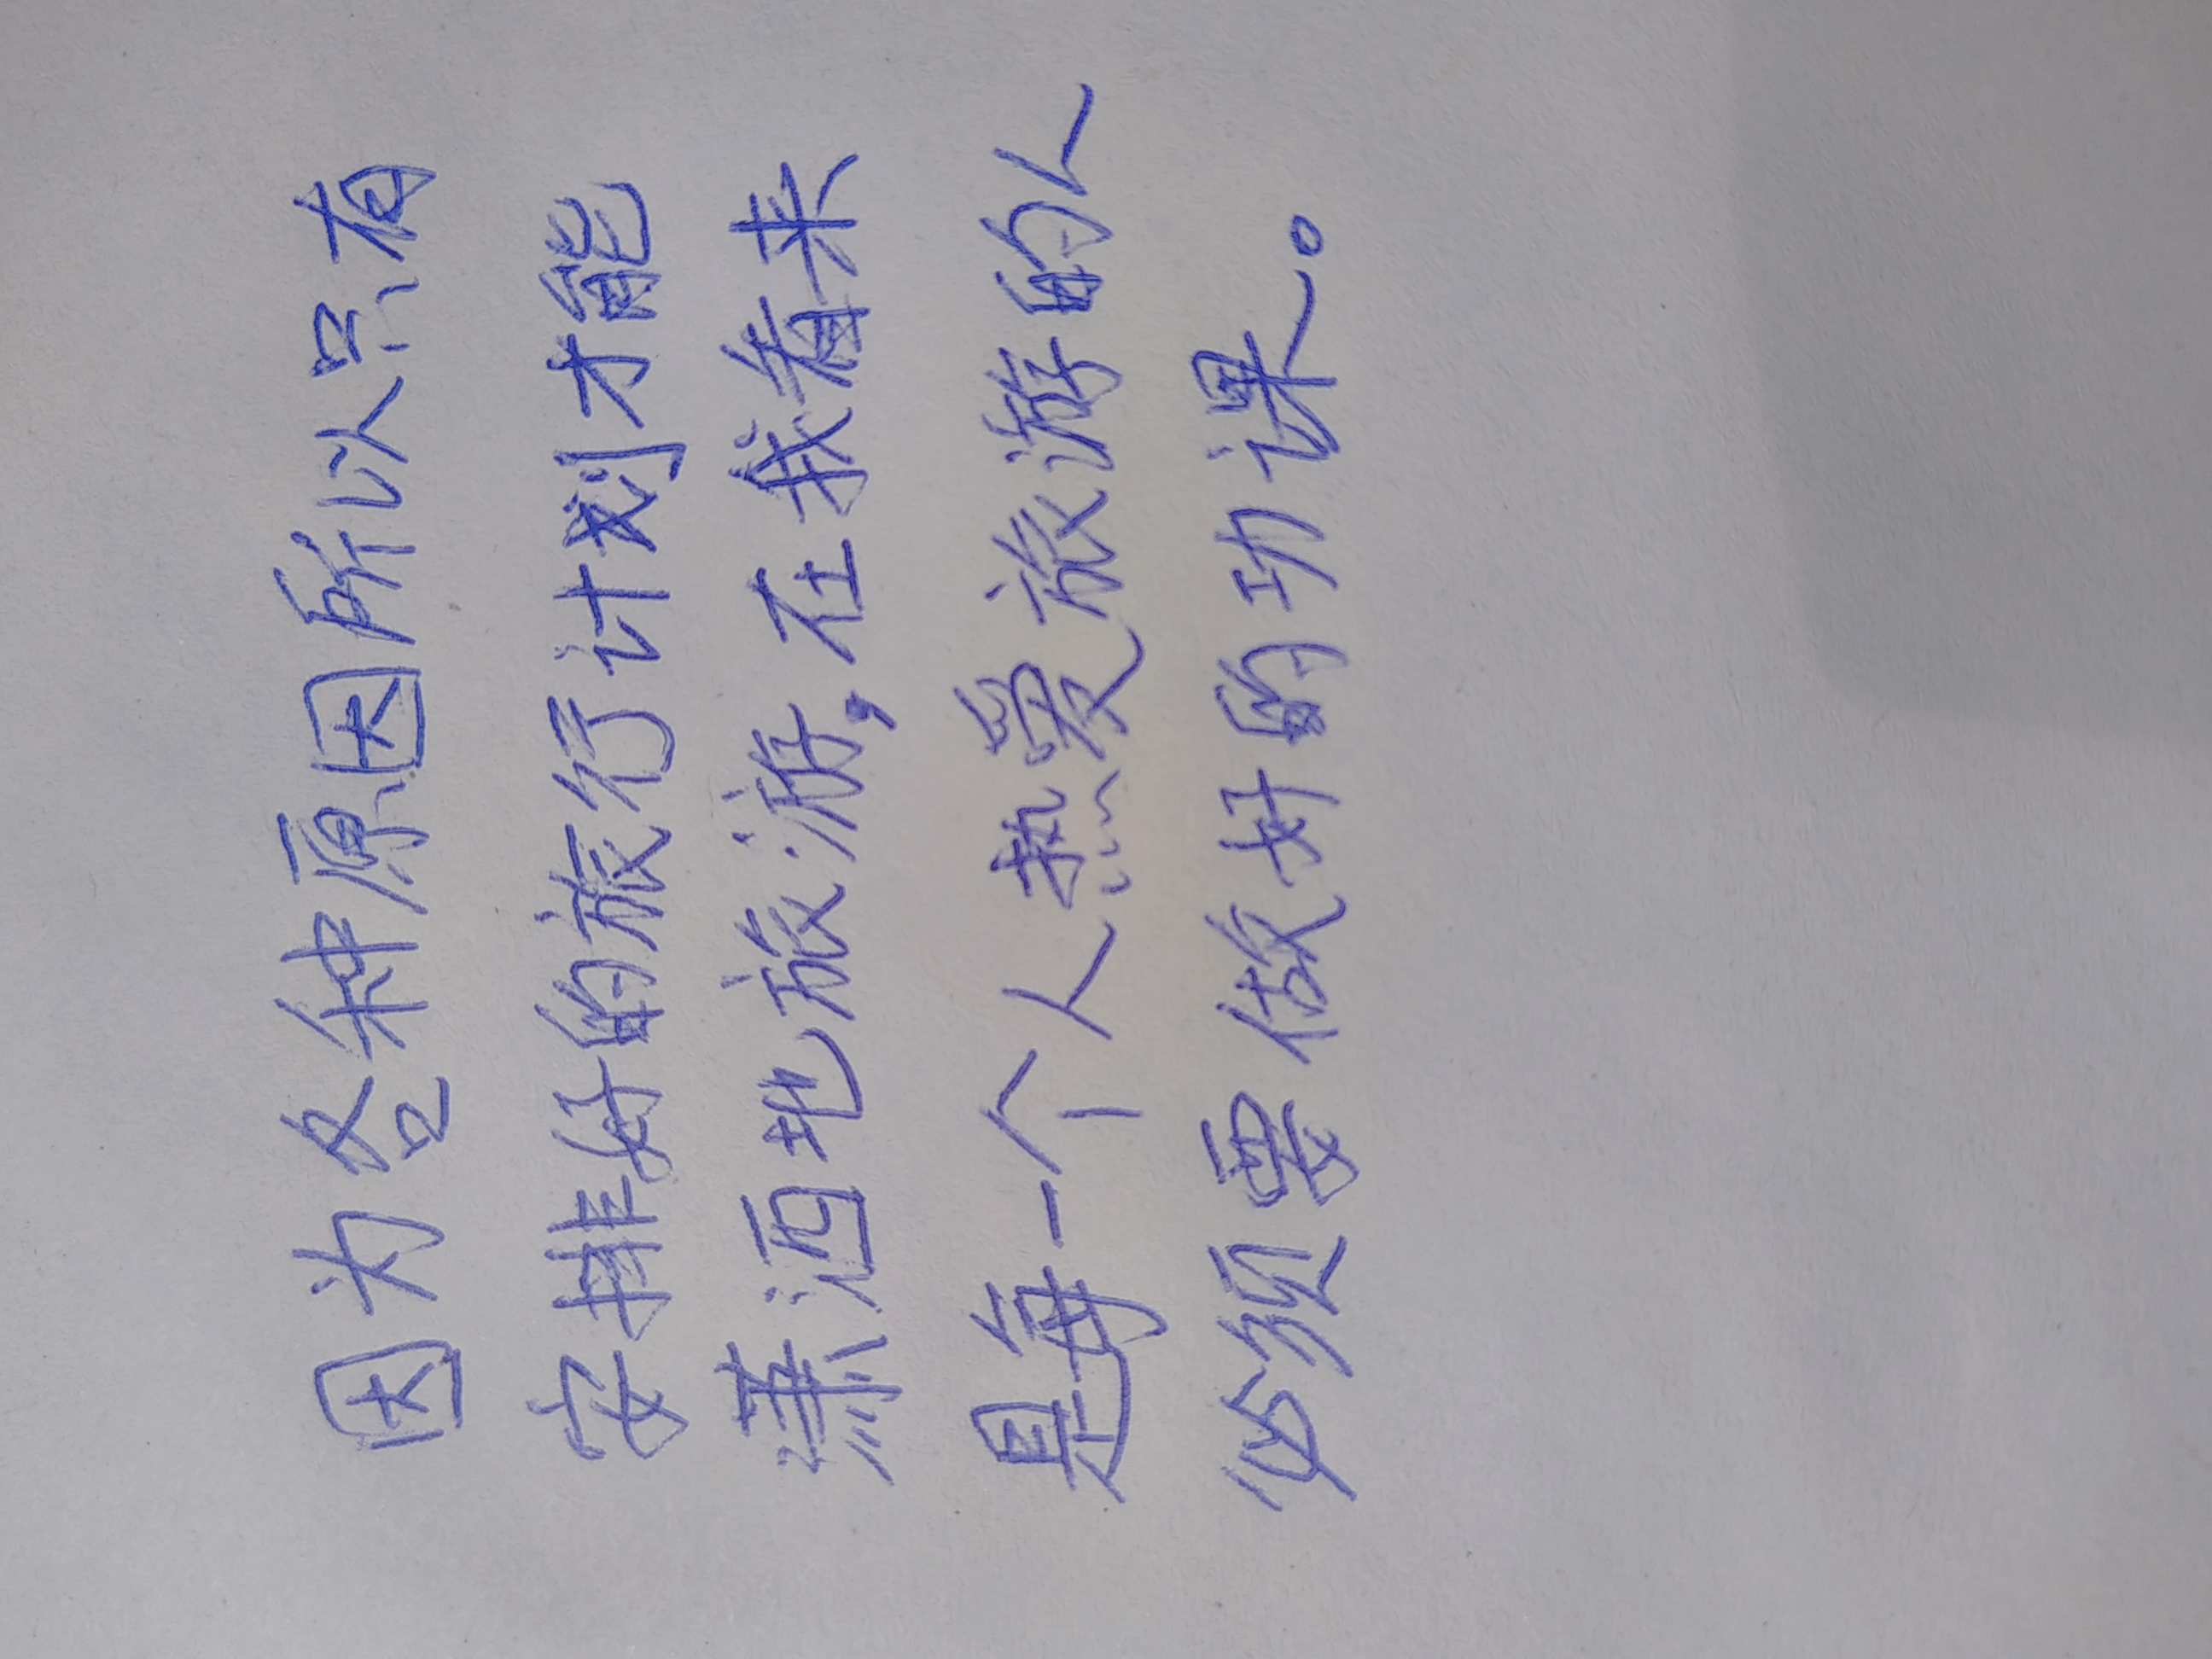 因为各种原因所以只有
安排好的旅行计划才能
潇洒地旅游,在我看来
是每一个人热爱旅游的人
必须要做好的功课。